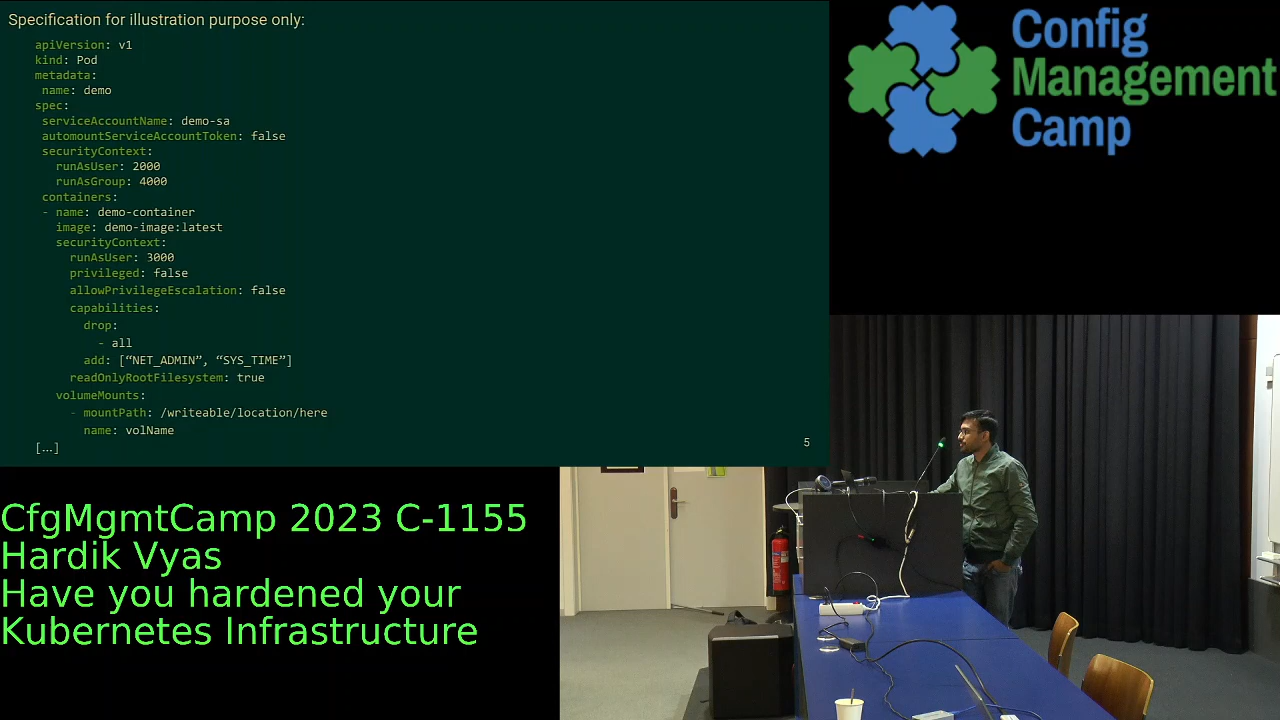 Specification for illustration purpose only:
apiVersion: v1
kind: Pod
metadata:
name: demo
spec:
serviceAccountName: demo-sa
automountServiceAccountToken: false
securityContext:
runAsUser: 2000
runAsGroup: 4000
containers:
- name: demo-container
image: demo-image:latest
securityContext:
runAsUser: 3000
privileged: false
allowPrivilegeEscalation: false
capabilities:
drop:
- all
add: [“NET_ADMIN”, “SYS_TIME”]
readOnlyRootFilesystem: true
volumeMounts:
- mountPath: /writeable/location/here
name: volName
[...]
5
Config
Management
Camp
CfgMgmtCamp 2023 C-1155
Hardik Vyas
Have you hardened your
Kubernetes Infrastructure